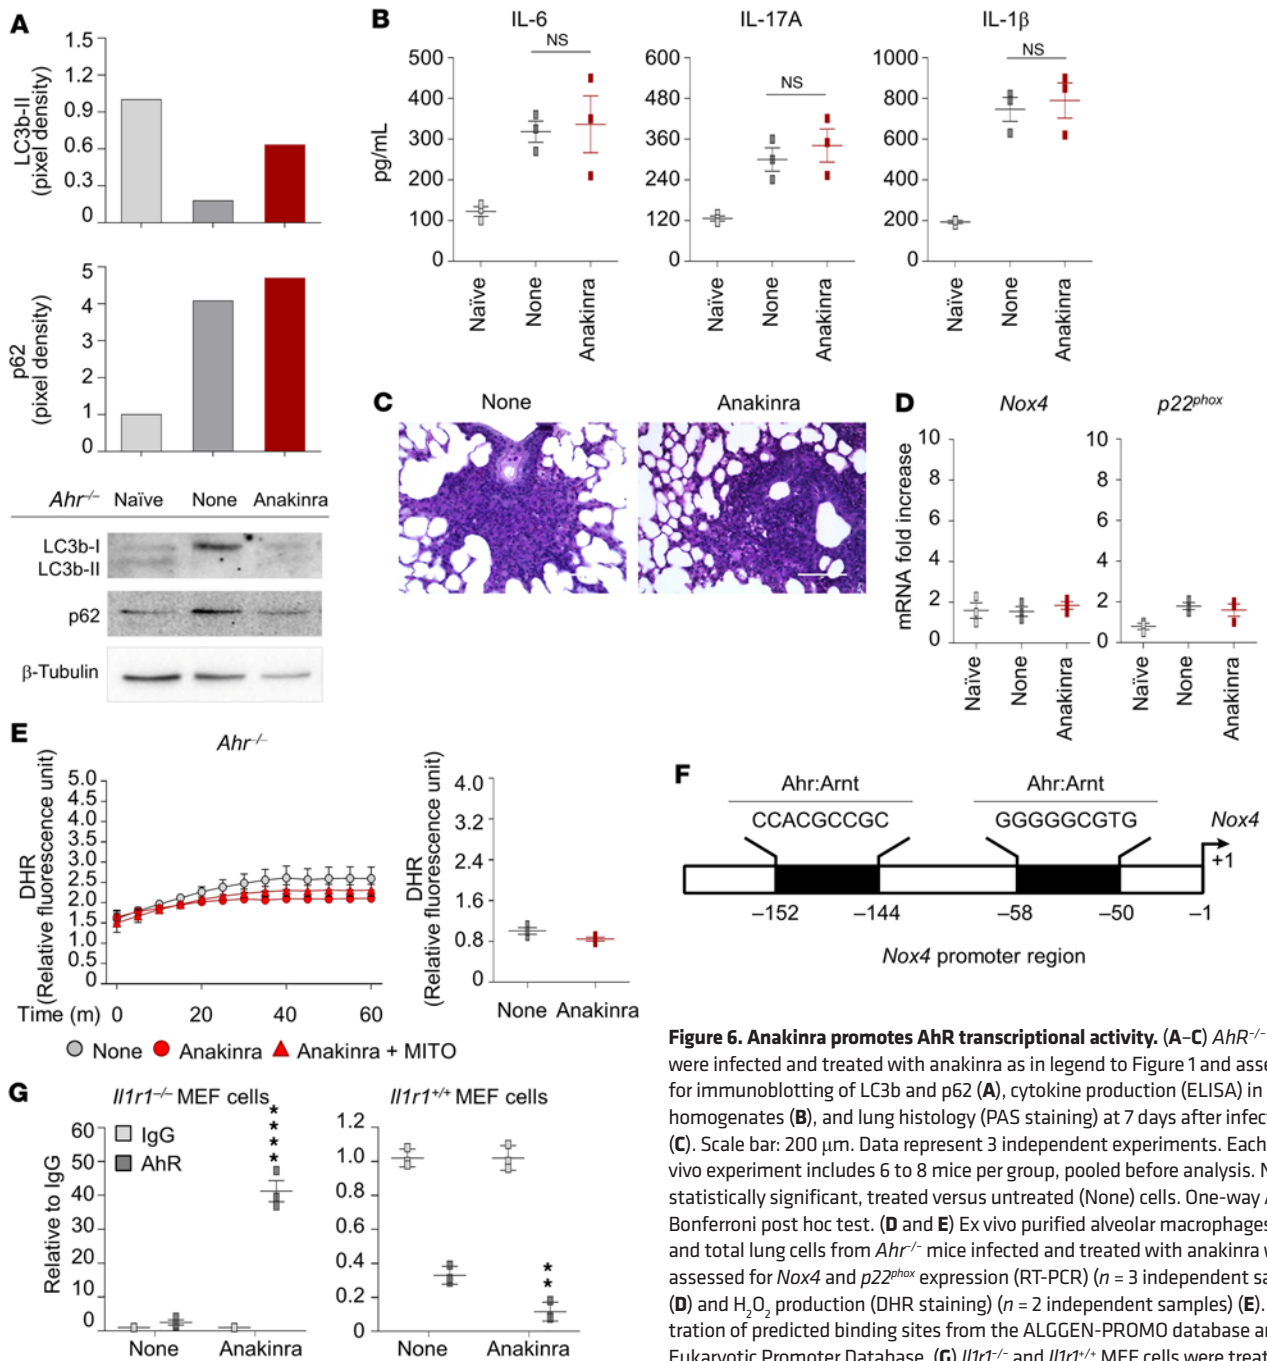 A
1.5
1.2
0.9
0.6
0.3
0
LC3b-II
(pixel density)
5
4
3
2
1
0
p62
(pixel density)
Ahr–/– Naïve None Anakinra
LC3b-I
LC3b-II
p62
β-Tubulin
B
IL-6
NS
500
400
300
200
100
0
pg/mL
Naïve
None
Anakinra
IL-17A
NS
600
480
360
240
120
0
Naïve
None
Anakinra
IL-1β
NS
1000
800
600
400
200
0
Naïve
None
Anakinra
C
None Anakinra
D
Nox4
p22phox
mRNA fold increase
10
8
6
4
2
0
Naïve
None
Anakinra
10
8
6
4
2
0
Naïve
None
Anakinra
E
Ahr–/–
DHR
(Relative fluorescence unit)
5.0
4.5
4.0
3.5
3.0
2.5
2.0
1.5
1.0
0.5
0
Time (m) 0 20 40 60
None Anakinra Anakinra + MITO
DHR
(Relative fluorescence unit)
4.0
3.2
2.4
1.6
0.8
0
None Anakinra
F
Ahr:Arnt Ahr:Arnt
CCACGCCGC GGGGGCGTG Nox4
+1
–152 –144 –58 –50 –1
Nox4 promoter region
G
Il1r1–/– MEF cells
Il1r1+/+ MEF cells
IgG
AhR
****
Relative to IgG
60
50
40
30
20
10
0
None Anakinra
1.2
1.0
0.8
0.6
0.4
0.2
0
**
None Anakinra
Figure 6. Anakinra promotes AhR transcriptional activity. (A–C) AhR–/–
were infected and treated with anakinra as in legend to Figure 1 and asse
for immunoblotting of LC3b and p62 (A), cytokine production (ELISA) in
homogenates (B), and lung histology (PAS staining) at 7 days after infec
(C). Scale bar: 200 μm. Data represent 3 independent experiments. Each
vivo experiment includes 6 to 8 mice per group, pooled before analysis. N
statistically significant, treated versus untreated (None) cells. One-way A
Bonferroni post hoc test. (D and E) Ex vivo purified alveolar macrophages
and total lung cells from Ahr–/– mice infected and treated with anakinra w
assessed for Nox4 and p22phox expression (RT-PCR) (n = 3 independent sa
(D) and H2O2 production (DHR staining) (n = 2 independent samples) (E).
tration of predicted binding sites from the ALGGEN-PROMO database an
Eukaryotic Promoter Database. (G) Il1r1–/– and Il1r1+/+ MEF cells were treat